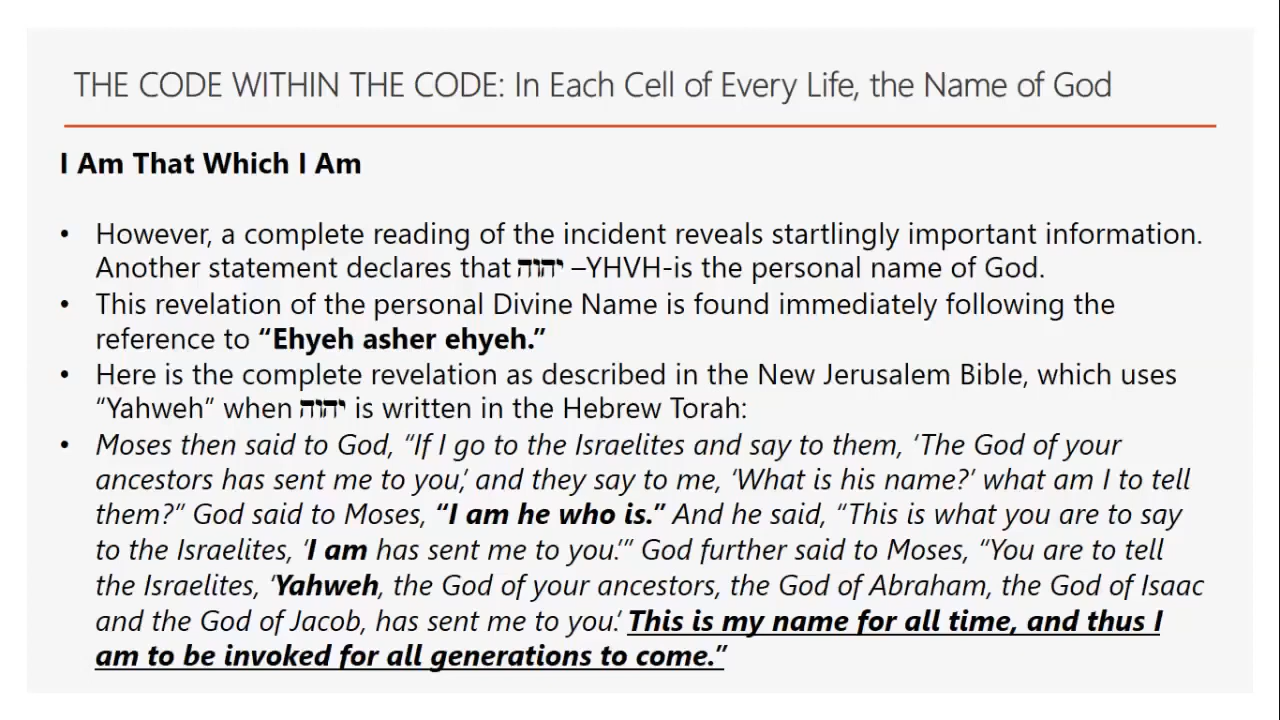 THE CODE WITHIN THE CODE: In Each Cell of Every Life, the Name of God
I Am That Which I Am
• However, a complete reading of the incident reveals startlingly important information.
Another statement declares that יהוה –YHVH-is the personal name of God.
• This revelation of the personal Divine Name is found immediately following the
reference to “Ehyeh asher ehyeh.”
• Here is the complete revelation as described in the New Jerusalem Bible, which uses
“Yahweh” when יהוה is written in the Hebrew Torah:
• Moses then said to God, “If I go to the Israelites and say to them, ‘The God of your
ancestors has sent me to you,’ and they say to me, ‘What is his name?’ what am I to tell
them?” God said to Moses, “I am he who is.” And he said, “This is what you are to say
to the Israelites, ‘I am has sent me to you.’” God further said to Moses, “You are to tell
the Israelites, ‘Yahweh, the God of your ancestors, the God of Abraham, the God of Isaac
and the God of Jacob, has sent me to you.’ This is my name for all time, and thus I
am to be invoked for all generations to come.”